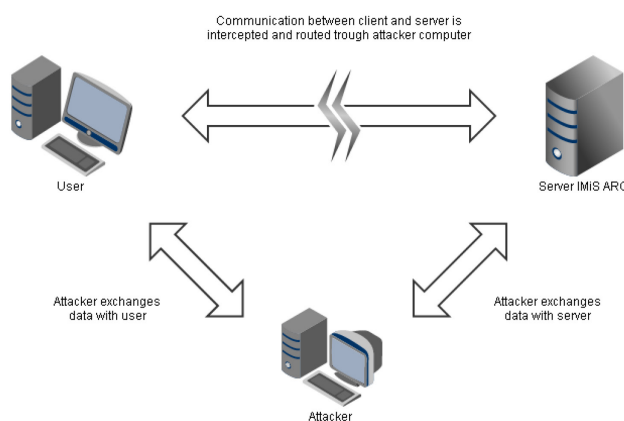 Communication between client and server is
intercepted and routed trough attacker computer
User
Server IMiS ARC
Attacker exchanges
data with user
Attacker exchanges
data with server
Attacker